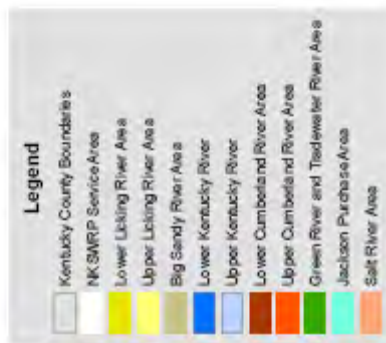 Legend
Kentucky County Boundaries
NKSWRP Service Area
Lower Licking River Area
Upper Licking River Area
Big Sandy River Area
Lower Kentucky River
Upper Kentucky River
Lower Cumberland River Area
Upper Cumberland River Area
Green River and Tradewater River Area
Jackson Purchase Area
Salt River Area